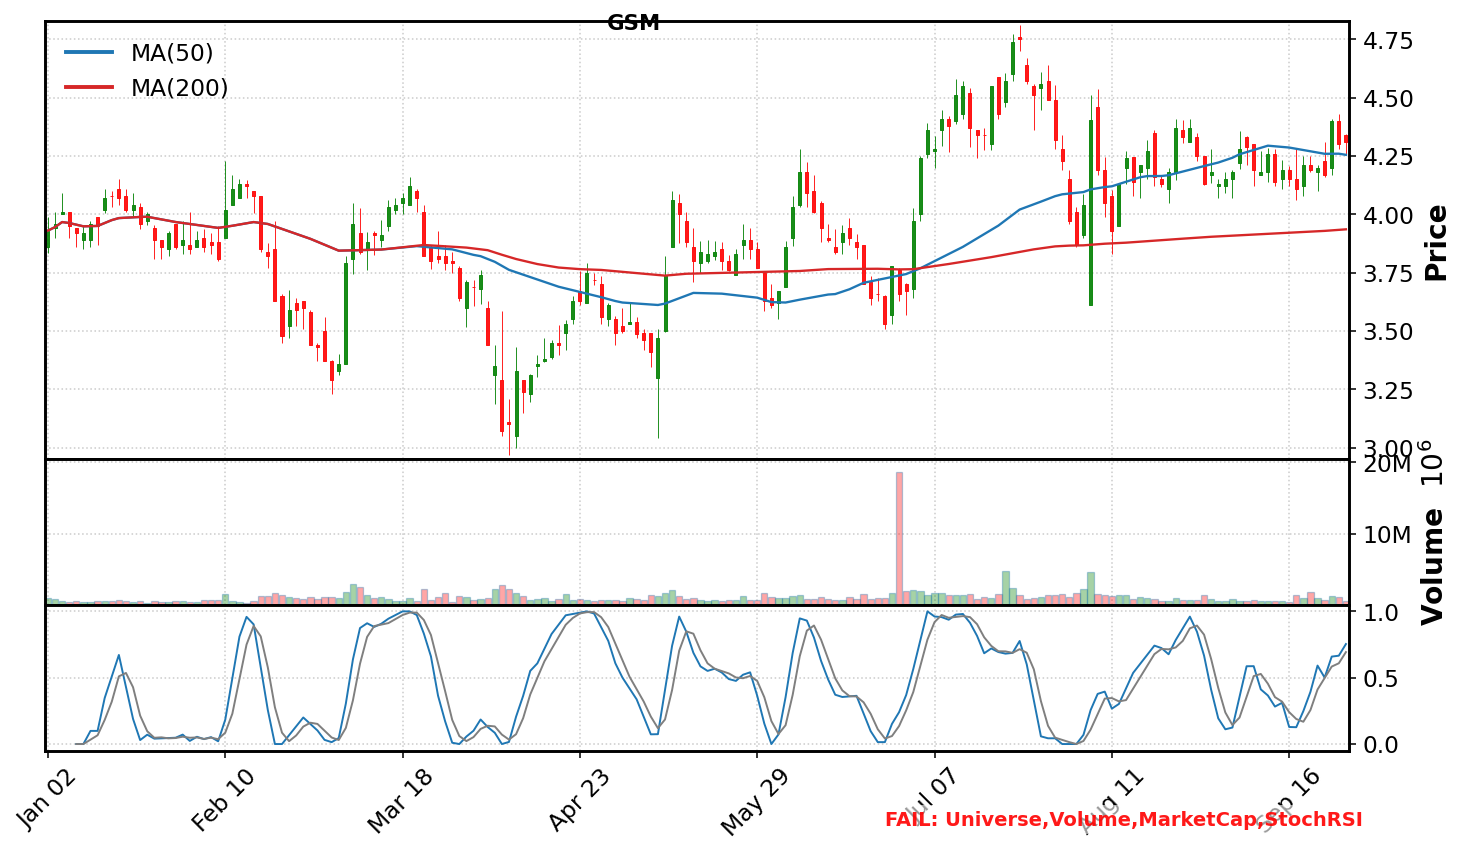 GSM
MA(50)
MA(200)
4.75
4.50
4.25
4.00
3.75
3.50
3.25
3.00
Price
20M
10M
Volume 10^6
1.0
0.5
0.0
Jan 02
Feb 10
Mar 18
Apr 23
May 29
Jul 07
Aug 11
Sep 16
FAIL: Universe,Volume,MarketCap,StochRSI